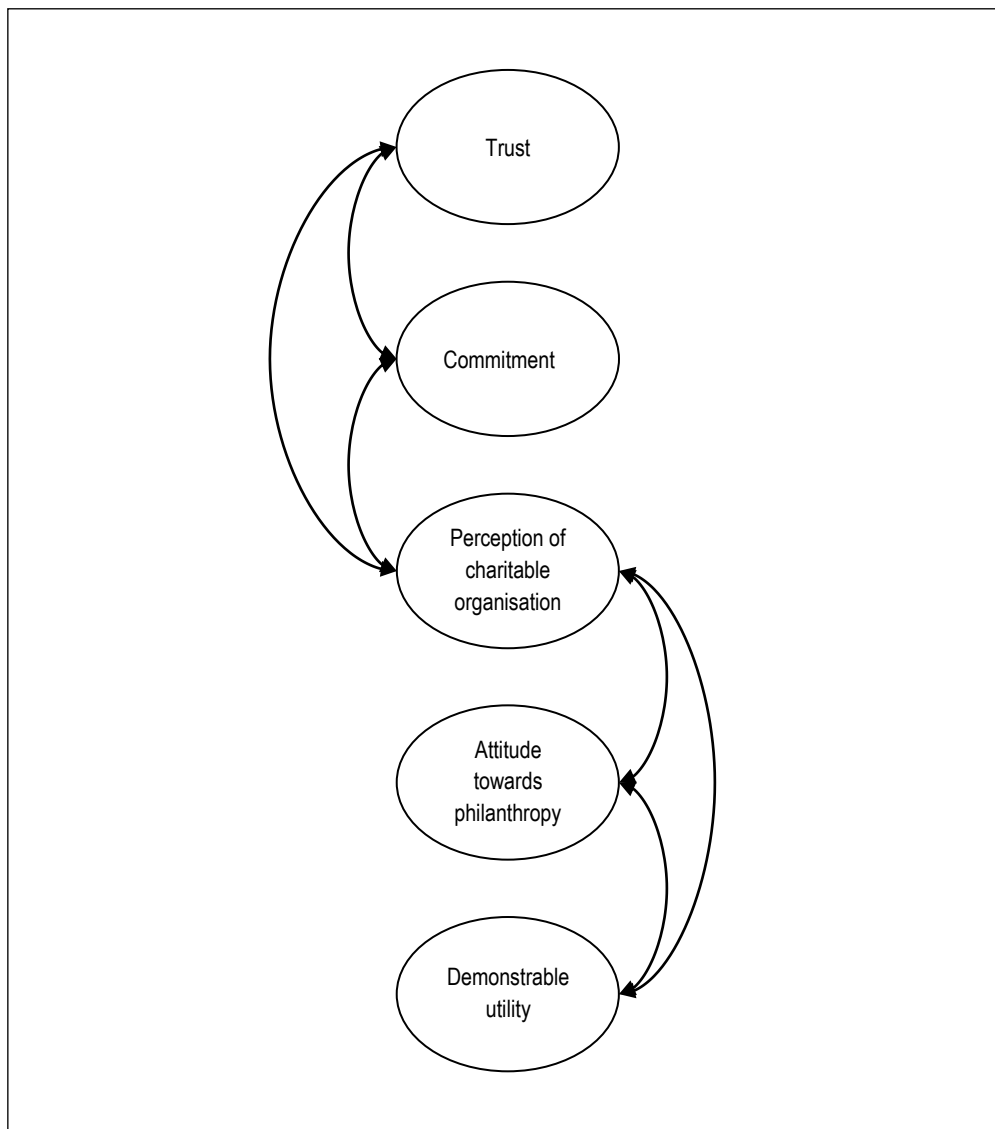 Trust
Commitment
Perception of
charitable
organisation
Attitude
towards
philanthropy
Demonstrable
utility